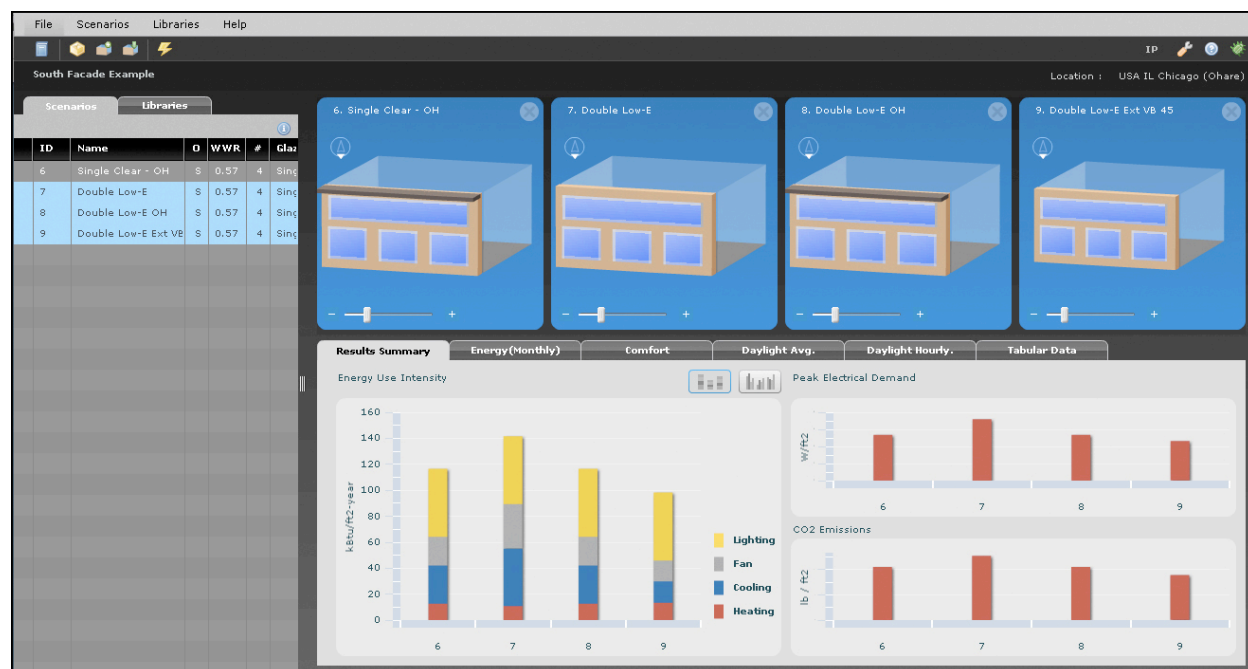 File Scenarios Libraries Help
IP
South Facade Example Location : USA IL Chicago (Ohare)
Scenarios Libraries
ID Name O WWR # Glaz
6 Single Clear - OH S 0.57 4 Sing
7 Double Low-E S 0.57 4 Sing
8 Double Low-E OH S 0.57 4 Sing
9 Double Low-E Ext VB S 0.57 4 Sing
6. Single Clear - OH 7. Double Low-E 8. Double Low-E OH 9. Double Low-E Ext VB 45
- + - + - + - +
Results Summary Energy(Monthly) Comfort Daylight Avg. Daylight Hourly. Tabular Data
Energy Use Intensity
160
140
120
100
80
60
40
20
0
kBtu/ft2-year
6 7 8 9
Lighting
Fan
Cooling
Heating
Peak Electrical Demand
W/ft2
6 7 8 9
CO2 Emissions
lb / ft2
6 7 8 9